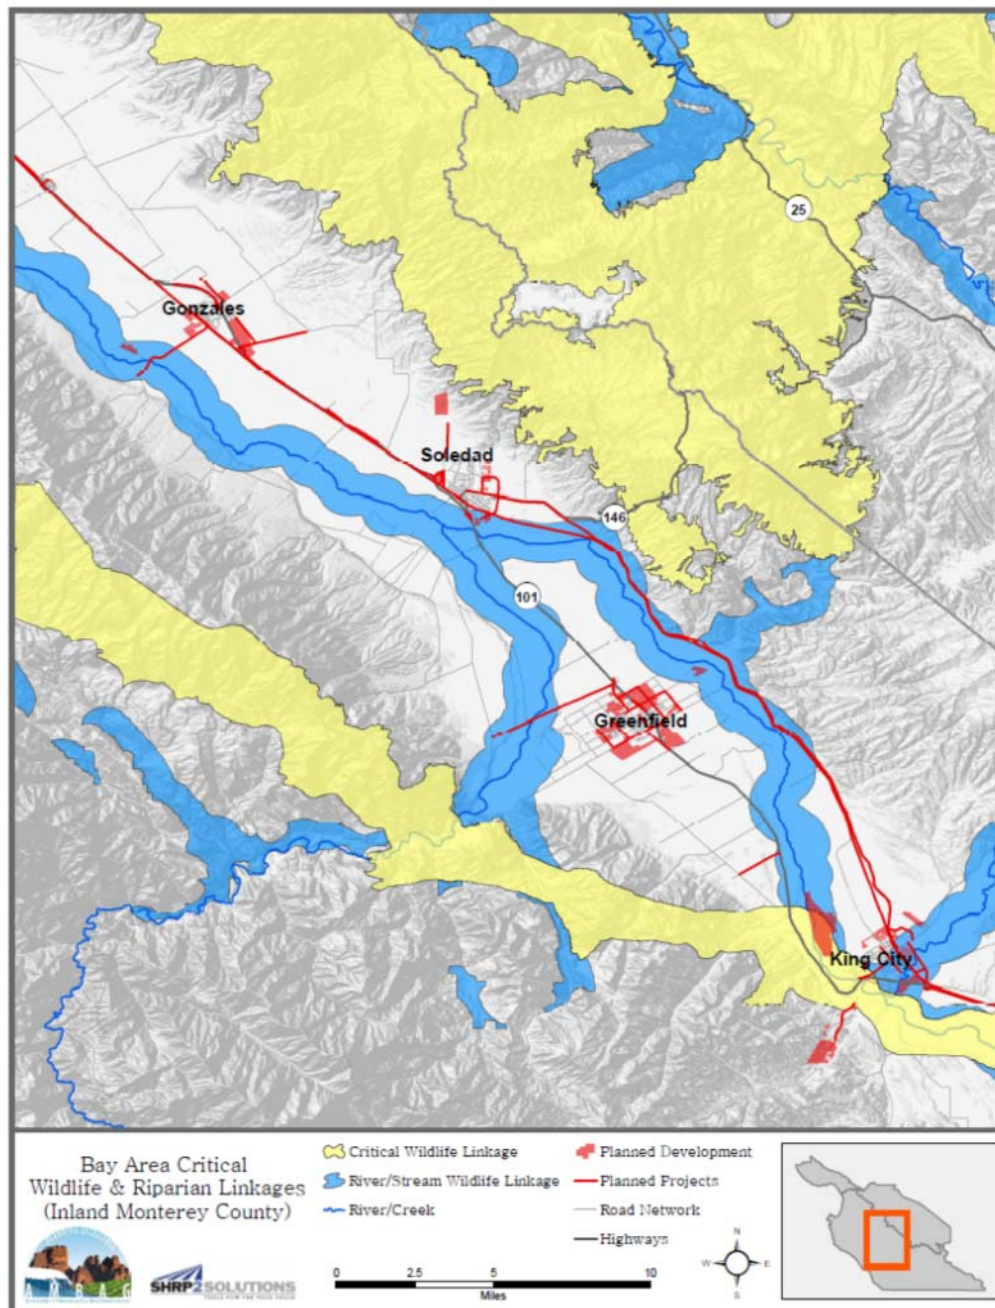 25
Gonzales
Soledad
146
101
Greenfield
King City
Bay Area Critical
Wildlife & Riparian Linkages
(Inland Monterey County)
AMBAG
SHRP2SOLUTIONS
Critical Wildlife Linkage
River/Stream Wildlife Linkage
River/Creek
Planned Development
Planned Projects
Road Network
Highways
0 2.5 5 10
Miles
N
W E
S